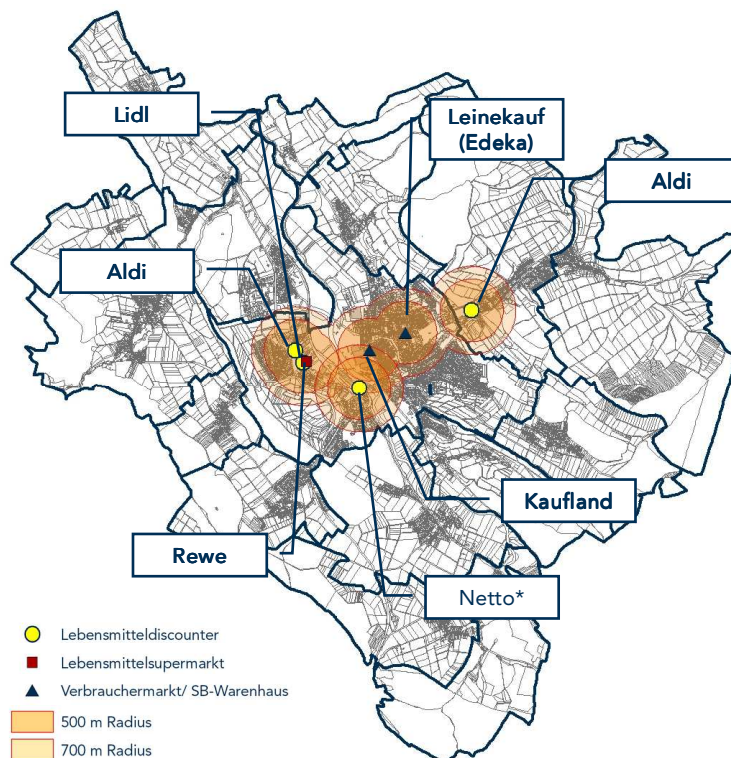 Lidl
Leinekauf
(Edeka)
Aldi
Aldi
Kaufland
Rewe
Netto*
Lebensmitteldiscounter
Lebensmittelsupermarkt
Verbrauchermarkt/ SB-Warenhaus
500 m Radius
700 m Radius